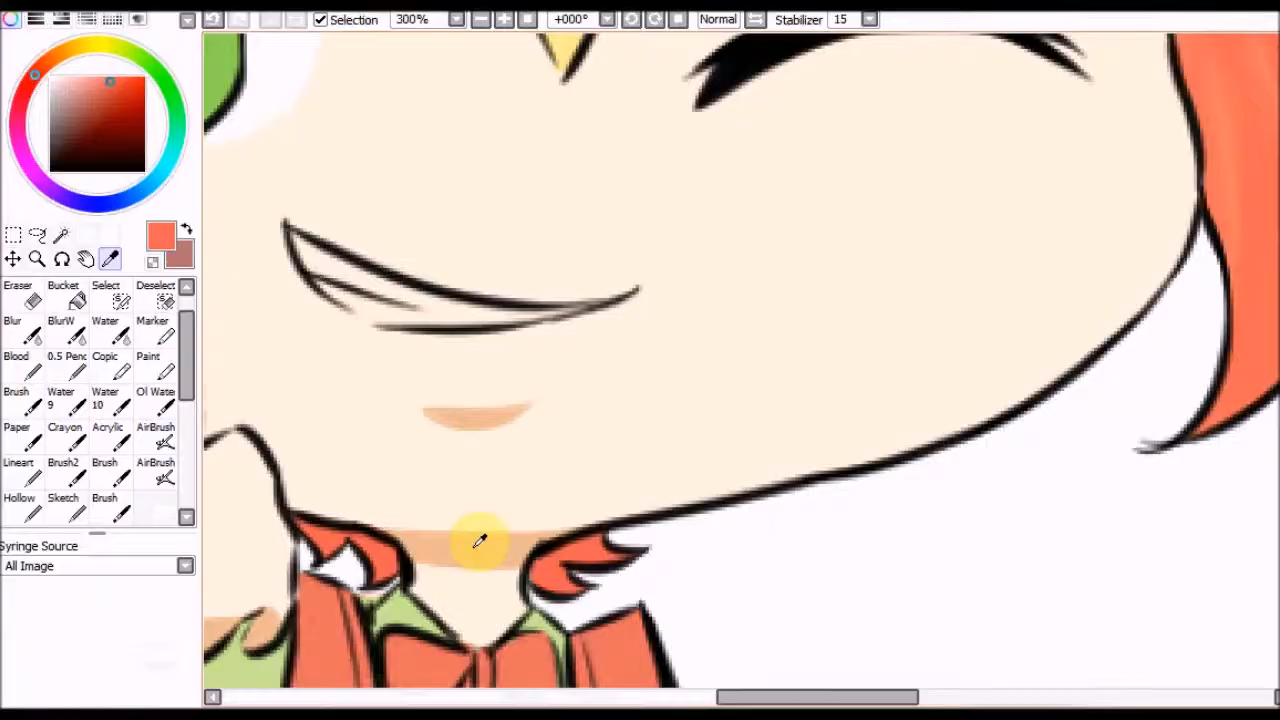 Selection 300% +000° Normal Stabilizer 15
Eraser Bucket Select Deselect
Blur BlurW Water Marker
Blood 0.5 Penc Copic Paint
Brush Water 9 Water 10 Ol Wate
Paper Crayon Acrylic AirBrush
Lineart Brush2 Brush AirBrush
Hollow Sketch Brush
Syringe Source
All Image